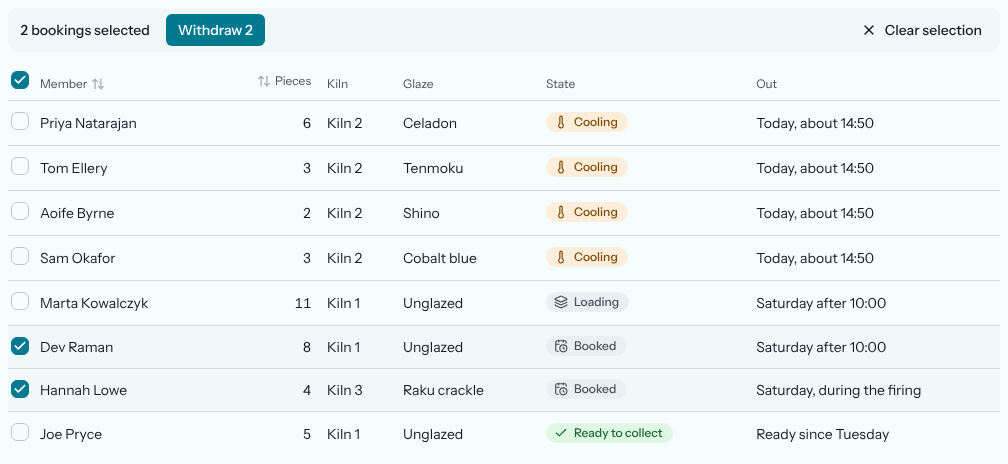 2 bookings selected Withdraw 2 Clear selection
Member Pieces Kiln Glaze State Out
Priya Natarajan 6 Kiln 2 Celadon Cooling Today, about 14:50
Tom Ellery 3 Kiln 2 Tenmoku Cooling Today, about 14:50
Aoife Byrne 2 Kiln 2 Shino Cooling Today, about 14:50
Sam Okafor 3 Kiln 2 Cobalt blue Cooling Today, about 14:50
Marta Kowalczyk 11 Kiln 1 Unglazed Loading Saturday after 10:00
Dev Raman 8 Kiln 1 Unglazed Booked Saturday after 10:00
Hannah Lowe 4 Kiln 3 Raku crackle Booked Saturday, during the firing
Joe Pryce 5 Kiln 1 Unglazed Ready to collect Ready since Tuesday